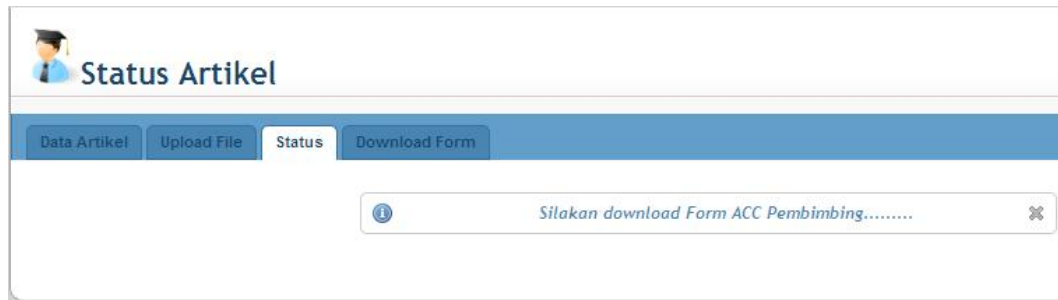 Status Artikel
Data Artikel Upload File Status Download Form
Silakan download Form ACC Pembimbing.........